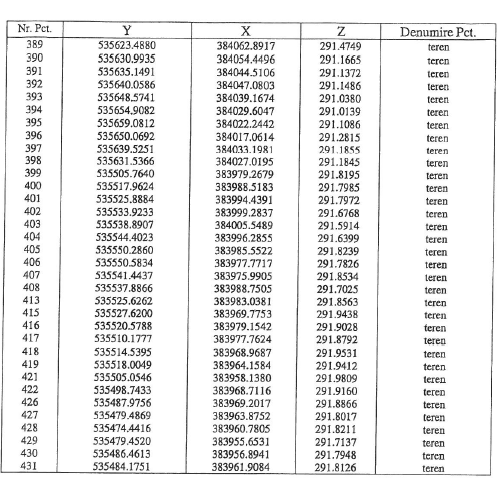 Nr. Pct. Y X Z Denumire Pct.
389 535623.4880 384062.8917 291.4749 teren
390 535630.9935 384054.4496 291.1665 teren
391 535635.1491 384044.5106 291.1372 teren
392 535640.0586 384047.0803 291.1486 teren
393 535648.5741 384039.1674 291.0380 teren
394 535654.9082 384029.6047 291.0139 teren
395 535659.0812 384022.2442 291.1086 teren
396 535650.0692 384017.0614 291.2815 teren
397 535639.5251 384033.1981 291.1855 teren
398 535631.5366 384027.0195 291.1845 teren
399 535505.7640 383979.2679 291.8195 teren
400 535517.9624 383988.5183 291.7985 teren
401 535525.8884 383994.4391 291.7972 teren
402 535533.9233 383999.2837 291.6768 teren
403 535538.8907 384005.5489 291.5914 teren
404 535544.4023 383996.2855 291.6399 teren
405 535550.2860 383985.5522 291.8239 teren
406 535550.5834 383977.7717 291.7826 teren
407 535541.4437 383975.9905 291.8534 teren
408 535537.8866 383988.7505 291.7025 teren
413 535525.6262 383983.0381 291.8563 teren
415 535527.6200 383969.7753 291.9438 teren
416 535520.5788 383979.1542 291.9028 teren
417 535510.1777 383977.7624 291.8792 teren
418 535514.5395 383968.9687 291.9531 teren
419 535518.0049 383964.1584 291.9412 teren
421 535505.0546 383958.1380 291.9809 teren
422 535498.7433 383968.7116 291.9160 teren
426 535487.9756 383969.2017 291.8866 teren
427 535479.4869 383963.8752 291.8017 teren
428 535474.4416 383960.7805 291.8211 teren
429 535479.4520 383955.6531 291.7137 teren
430 535486.4613 383956.8941 291.7948 teren
431 535484.1751 383961.9084 291.8126 teren